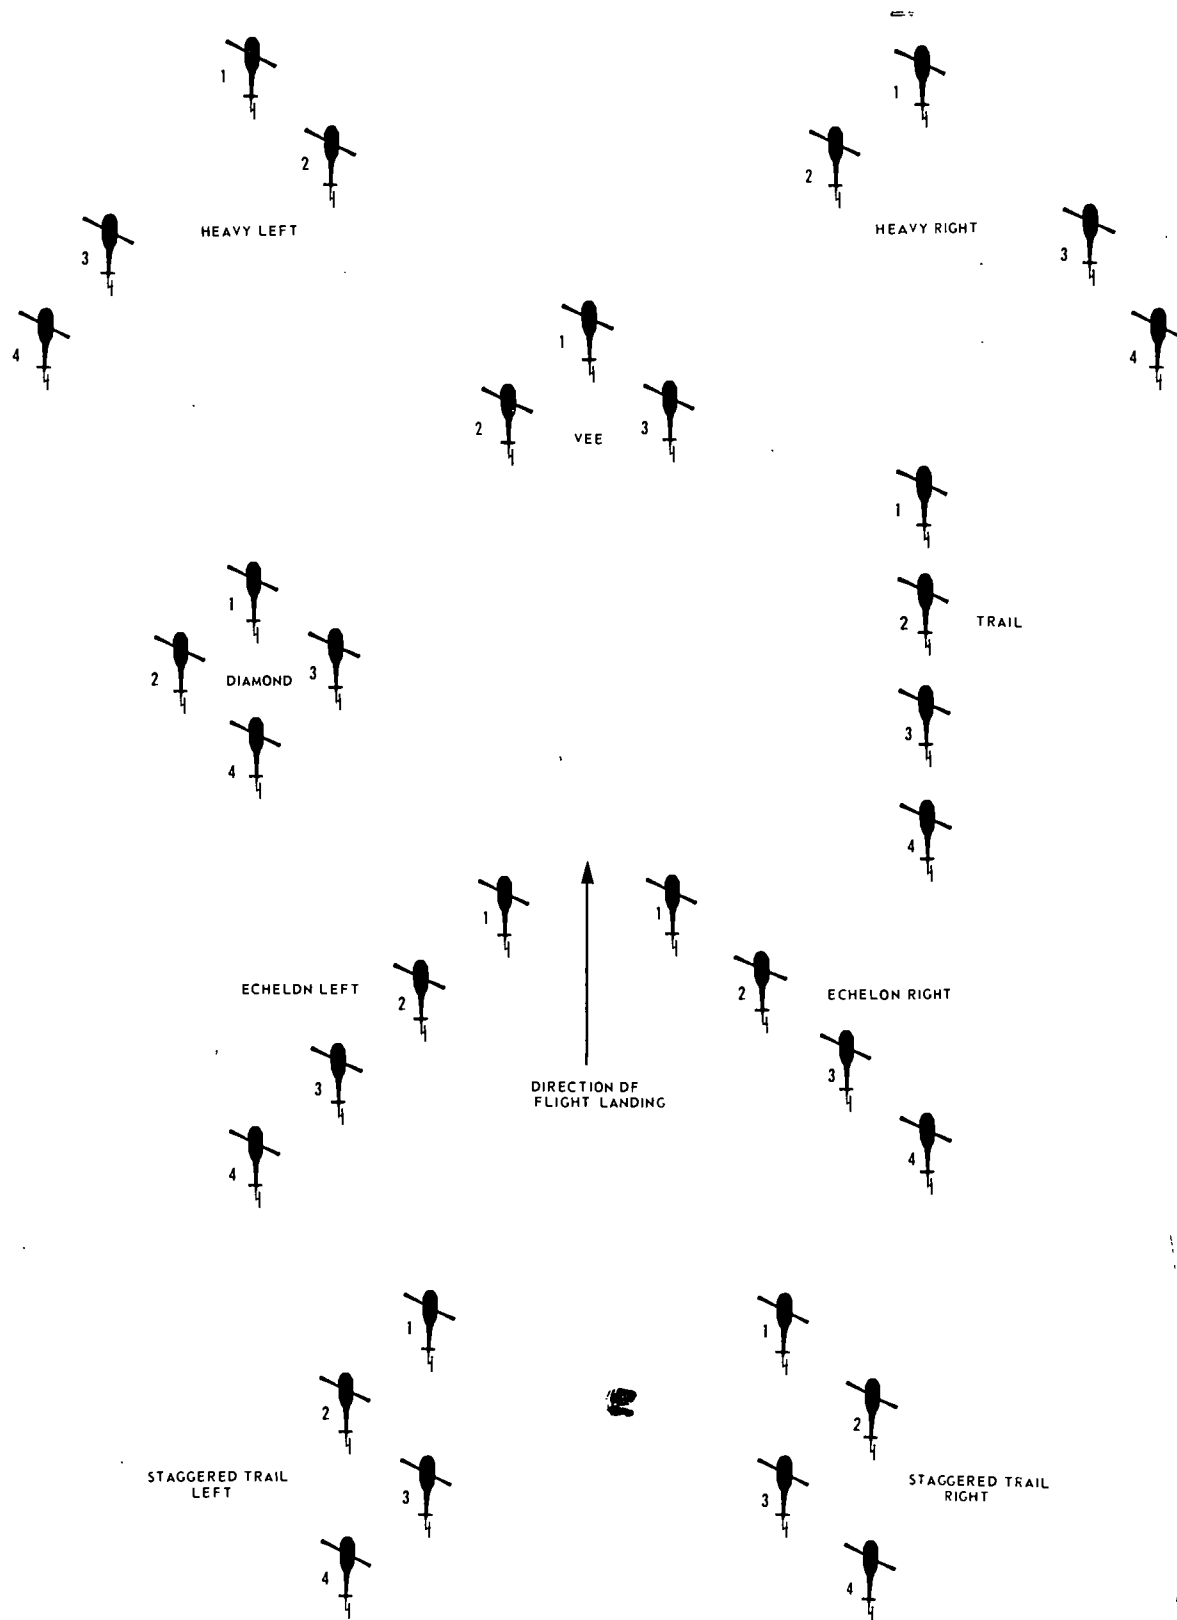 1
1
2
2
HEAVY LEFT
HEAVY RIGHT
3
3
4
4
1
2
3
VEE
1
2
TRAIL
3
4
1
2
3
DIAMOND
4
1
1
2
2
ECHELDN LEFT
ECHELON RIGHT
3
3
4
4
DIRECTION DF
FLIGHT LANDING
1
1
2
2
STAGGERED TRAIL
LEFT
STAGGERED TRAIL
RIGHT
3
3
4
4